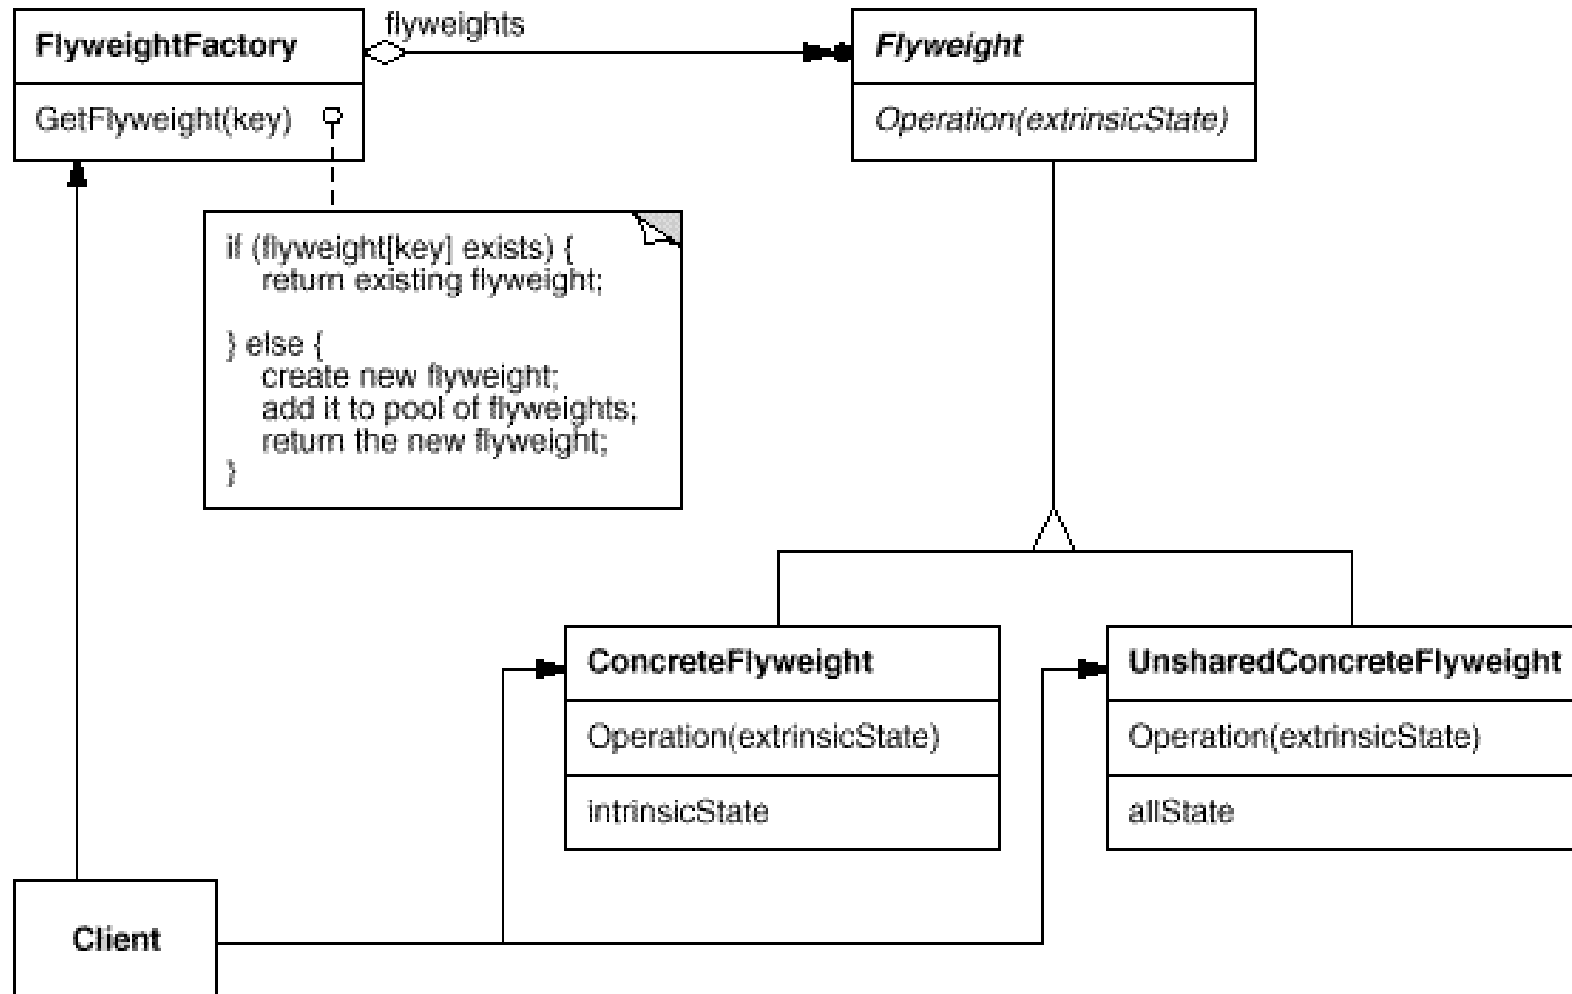 flyweights
FlyweightFactory
GetFlyweight(key)
Flyweight
Operation(extrinsicState)
if (flyweight[key] exists) {
return existing flyweight;
} else {
create new flyweight;
add it to pool of flyweights;
return the new flyweight;
}
ConcreteFlyweight
Operation(extrinsicState)
intrinsicState
UnsharedConcreteFlyweight
Operation(extrinsicState)
allState
Client